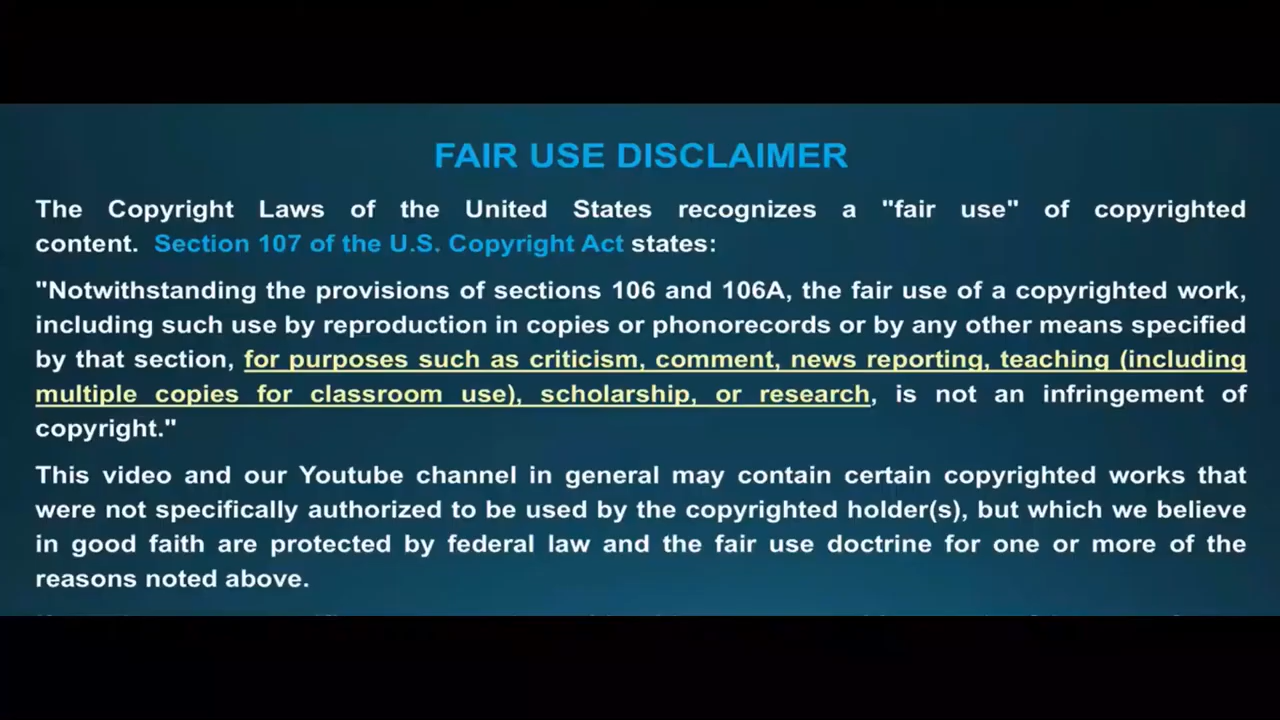 FAIR USE DISCLAIMER
The Copyright Laws of the United States recognizes a "fair use" of copyrighted
content. Section 107 of the U.S. Copyright Act states:
"Notwithstanding the provisions of sections 106 and 106A, the fair use of a copyrighted work,
including such use by reproduction in copies or phonorecords or by any other means specified
by that section, for purposes such as criticism, comment, news reporting, teaching (including
multiple copies for classroom use), scholarship, or research, is not an infringement of
copyright."
This video and our Youtube channel in general may contain certain copyrighted works that
were not specifically authorized to be used by the copyrighted holder(s), but which we believe
in good faith are protected by federal law and the fair use doctrine for one or more of the
reasons noted above.